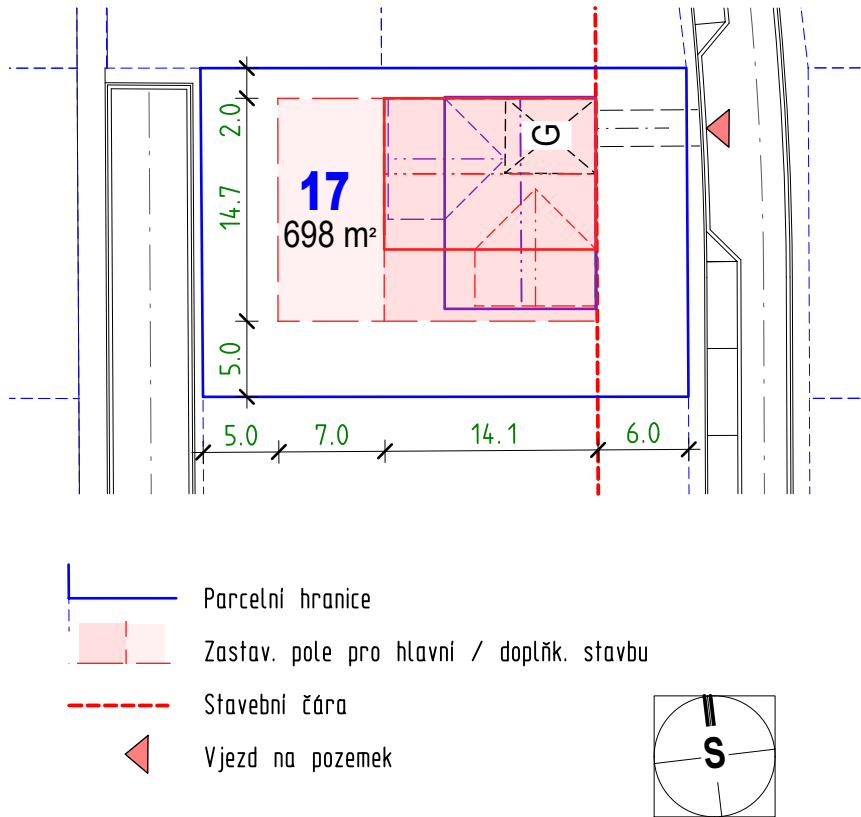 G
2.0
17
698 m²
14.7
5.0
5.0
7.0
14.1
6.0
Parcelní hranice
Zastav. pole pro hlavní / doplňk. stavbu
Stavební čára
Vjezd na pozemek
S